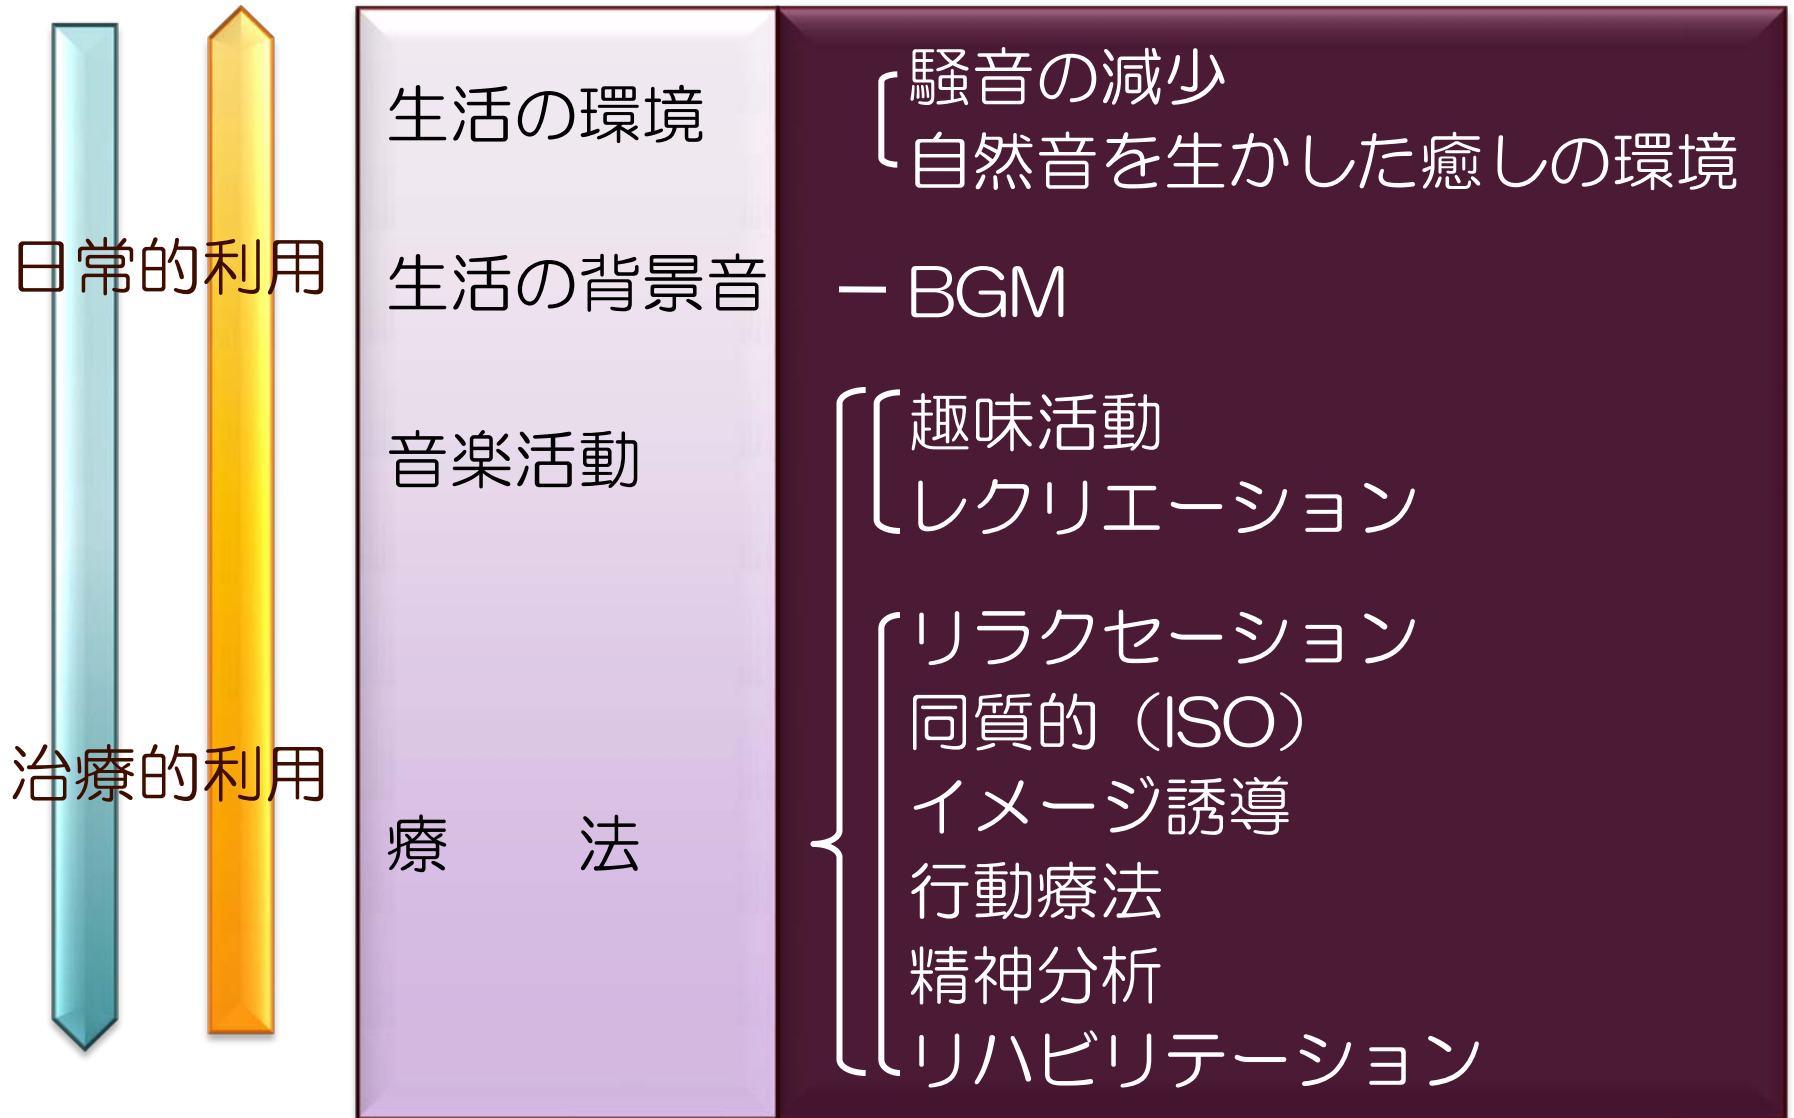 日常的利用
治療的利用
生活の環境
生活の背景音
音楽活動
療　　法
騒音の減少
自然音を生かした癒しの環境
BGM
趣味活動
レクリエーション
リラクセーション
同質的（ISO）
イメージ誘導
行動療法
精神分析
リハビリテーション